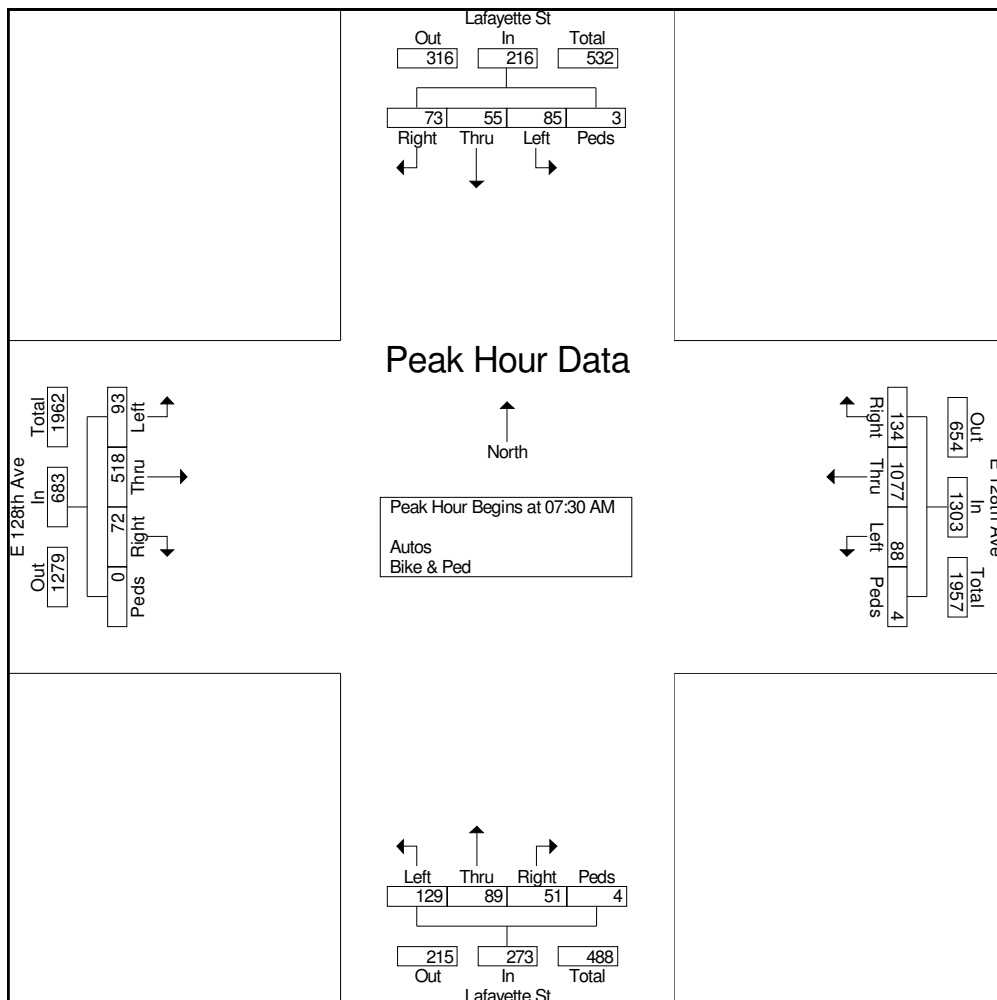 Lafayette St
Out In Total
316 216 532
73 55 85 3
Right Thru Left Peds
Peak Hour Data
North
Peak Hour Begins at 07:30 AM
Autos
Bike & Ped
E 128th Ave
Total In Out
1962 683 1279
93 518 72 0
Left Thru Right Peds
E 128th Ave
Out In Total
654 1303 1957
134 1077 88 4
Right Thru Left Peds
Left Thru Right Peds
129 89 51 4
215 273 488
Out In Total
Lafayette St